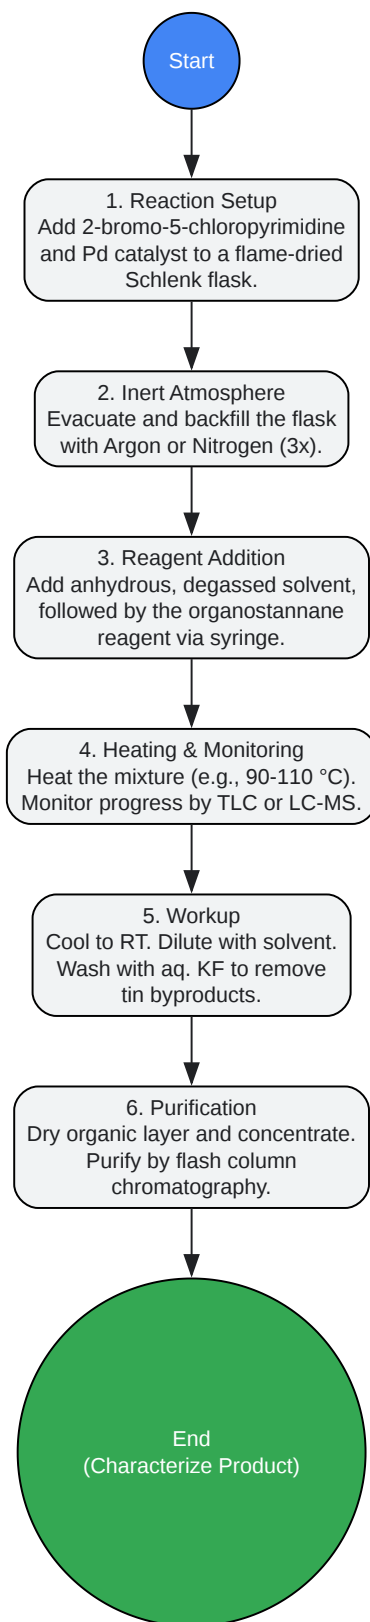 Start
1. Reaction Setup
Add 2-bromo-5-chloropyrimidine
and Pd catalyst to a flame-dried
Schlenk flask.
2. Inert Atmosphere
Evacuate and backfill the flask
with Argon or Nitrogen (3x).
3. Reagent Addition
Add anhydrous, degassed solvent,
followed by the organostannane
reagent via syringe.
4. Heating & Monitoring
Heat the mixture (e.g., 90-110 °C).
Monitor progress by TLC or LC-MS.
5. Workup
Cool to RT. Dilute with solvent.
Wash with aq. KF to remove
tin byproducts.
6. Purification
Dry organic layer and concentrate.
Purify by flash column
chromatography.
End
(Characterize Product)